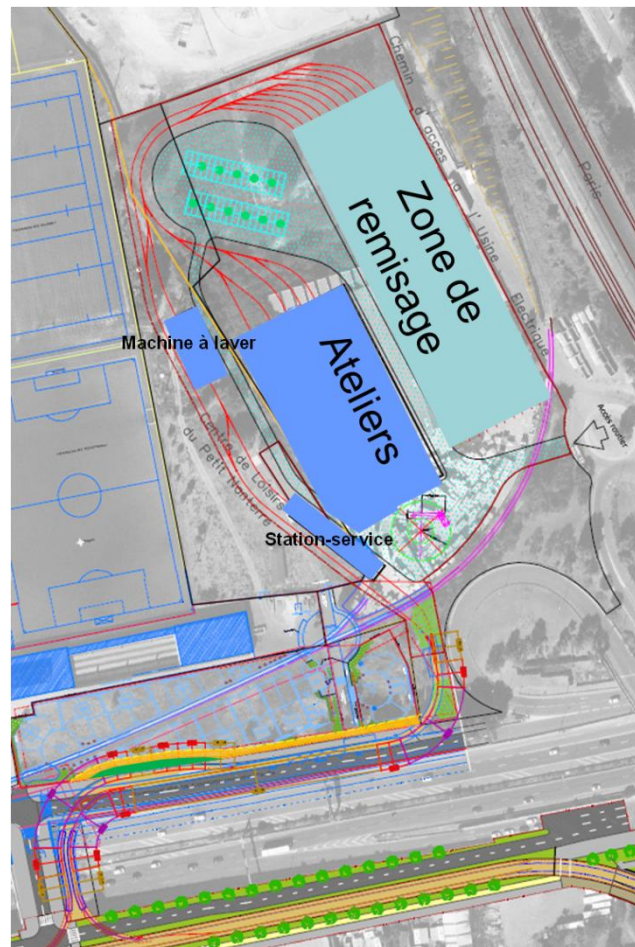 Chemin d'accès à l'Usine Electrique
Paris
Zone de
remisage
Machine à laver
Ateliers
Accès routier
Centre de Loisirs
du Petit Nanterre
Station-service